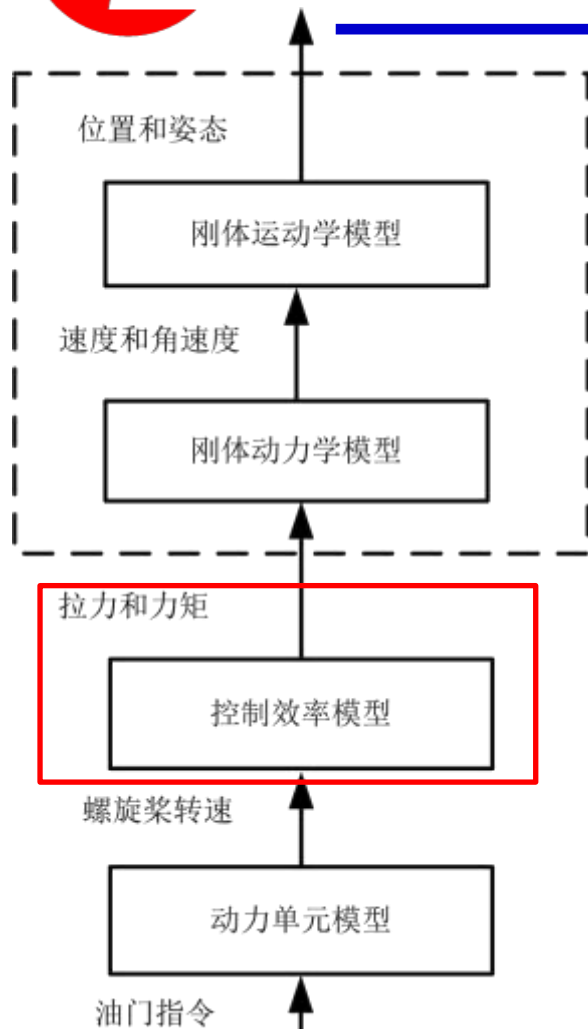 位置和姿态
刚体运动学模型
速度和角速度
刚体动力学模型
拉力和力矩
控制效率模型
螺旋桨转速
动力单元模型
油门指令